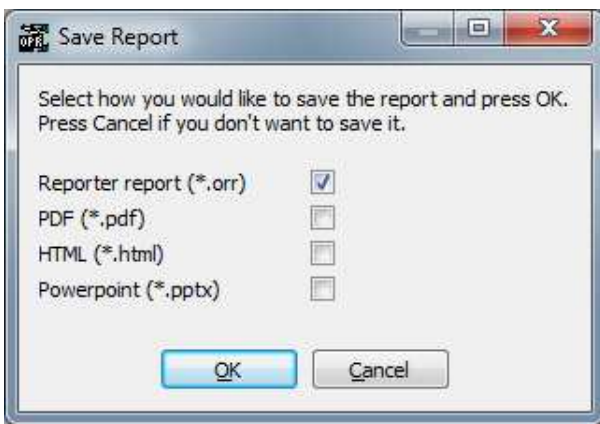 Save Report
Select how you would like to save the report and press OK.
Press Cancel if you don't want to save it.
Reporter report (*.orr)
PDF (*.pdf)
HTML (*.html)
Powerpoint (*.pptx)
OK
Cancel